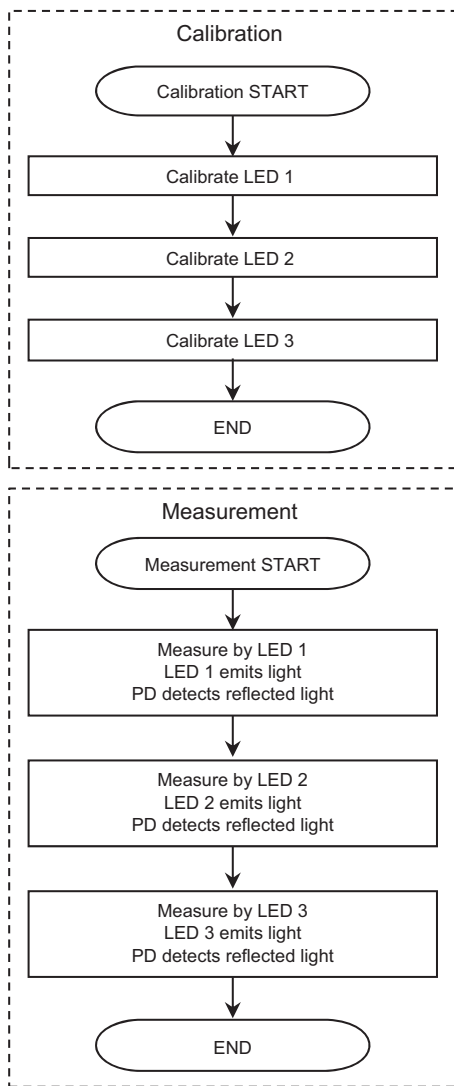 Calibration
Calibration START
Calibrate LED 1
Calibrate LED 2
Calibrate LED 3
END
Measurement
Measurement START
Measure by LED 1
LED 1 emits light
PD detects reflected light
Measure by LED 2
LED 2 emits light
PD detects reflected light
Measure by LED 3
LED 3 emits light
PD detects reflected light
END